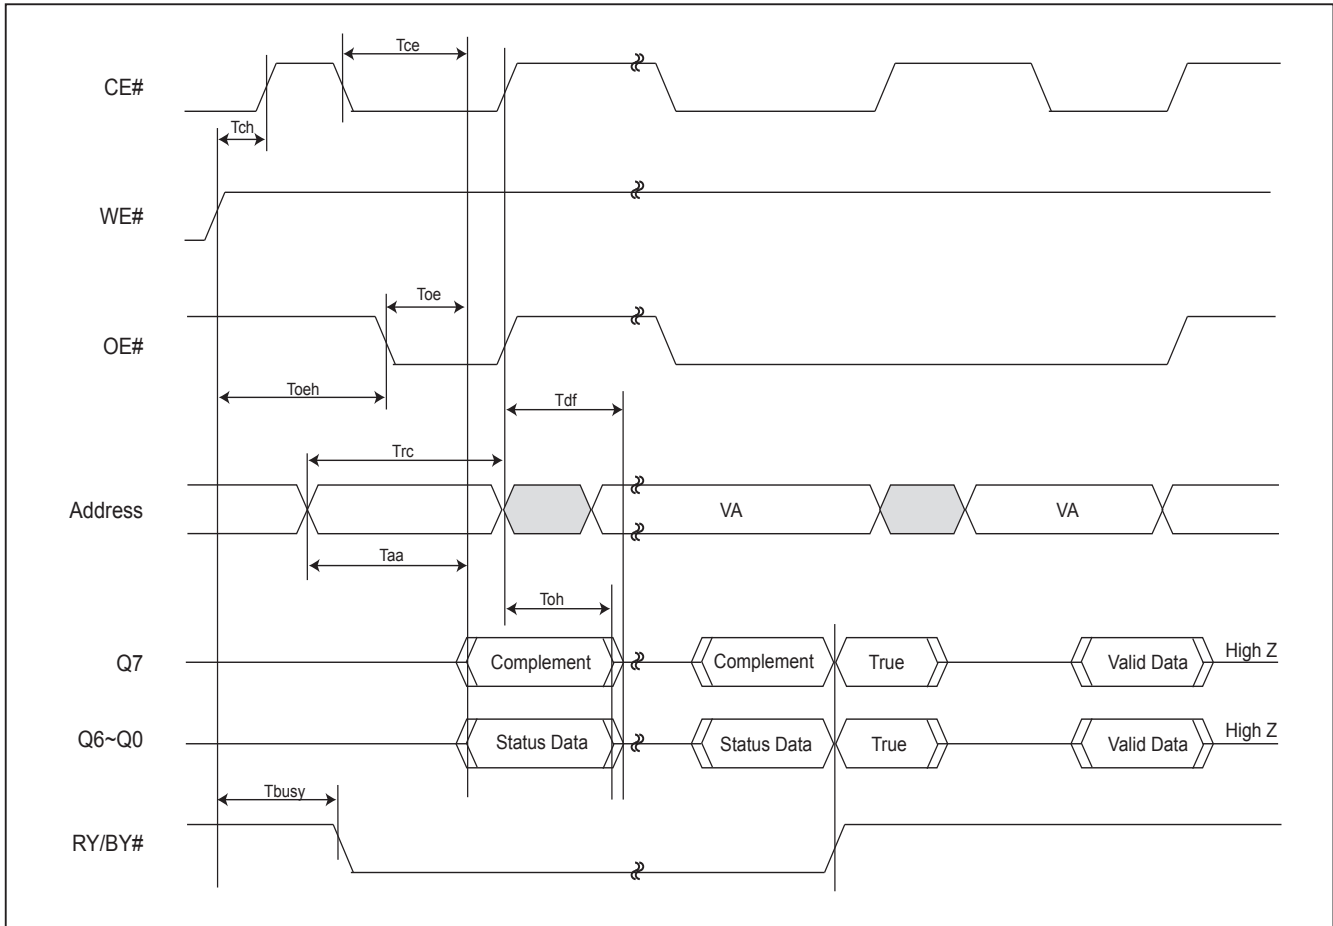 Tce
CE#
Tch
WE#
Toe
OE#
Toeh
Tdf
Trc
Address
VA
VA
Taa
Toh
Q7
Complement
Complement
True
Valid Data
High Z
Q6~Q0
Status Data
Status Data
True
Valid Data
High Z
Tbusy
RY/BY#